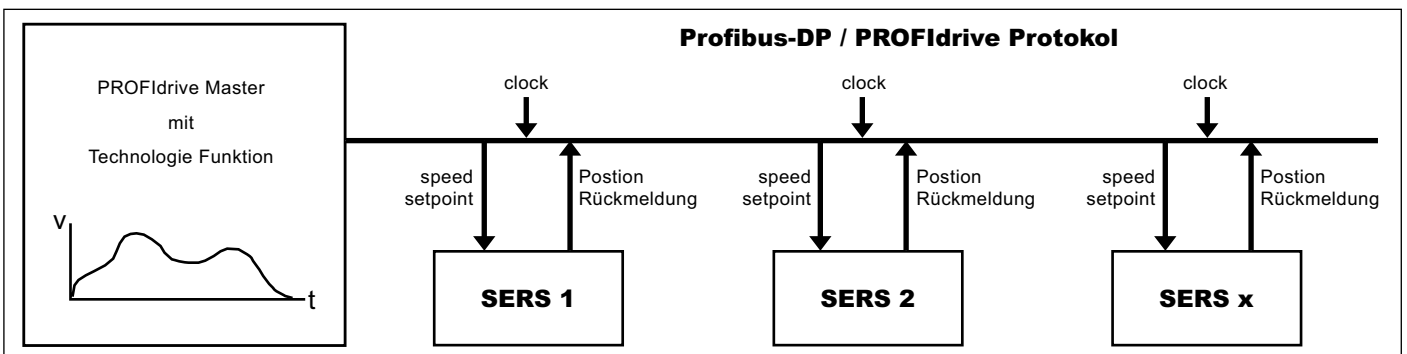 Profibus-DP / PROFIdrive Protokol
PROFIdrive Master
mit
Technologie Funktion
v
t
clock
clock
clock
speed
setpoint
Postion
Rückmeldung
speed
setpoint
Postion
Rückmeldung
speed
setpoint
Postion
Rückmeldung
SERS 1
SERS 2
SERS x